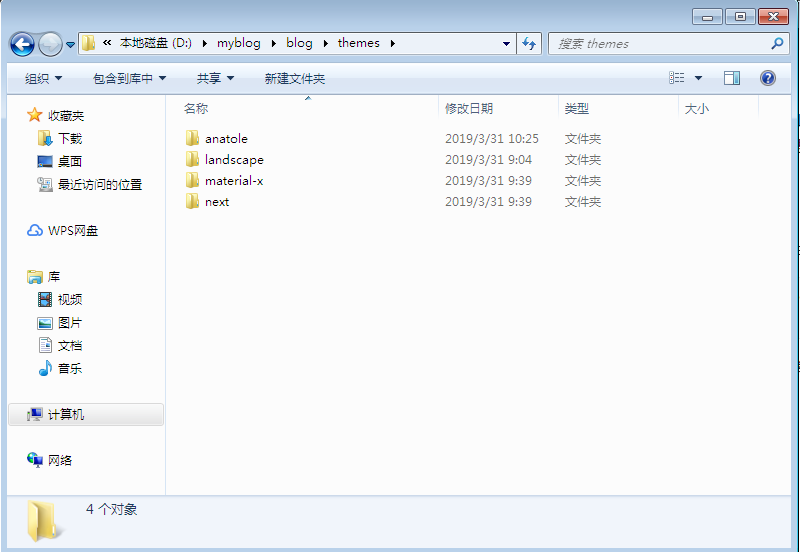 « 本地磁盘 (D:) myblog blog themes
搜索 themes
组织 包含到库中 共享 新建文件夹
收藏夹
下载
桌面
最近访问的位置
WPS网盘
库
视频
图片
文档
音乐
计算机
网络
名称 修改日期 类型 大小
anatole 2019/3/31 10:25 文件夹
landscape 2019/3/31 9:04 文件夹
material-x 2019/3/31 9:39 文件夹
next 2019/3/31 9:39 文件夹
4 个对象